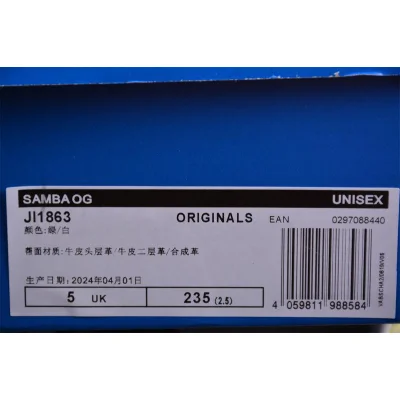 SAMBA OG UNISEX
JI1863 ORIGINALS EAN 0297088440
颜色:绿/白
帮面材质:牛皮头层革/牛皮二层革/合成革
生产日期:2024年04月01日
5 UK 235 (2.5)
4 059811 988584